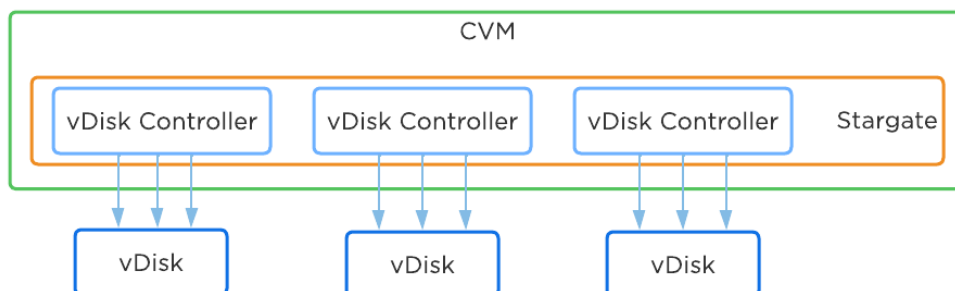 CVM
vDisk Controller
vDisk Controller
vDisk Controller
Stargate
vDisk
vDisk
vDisk